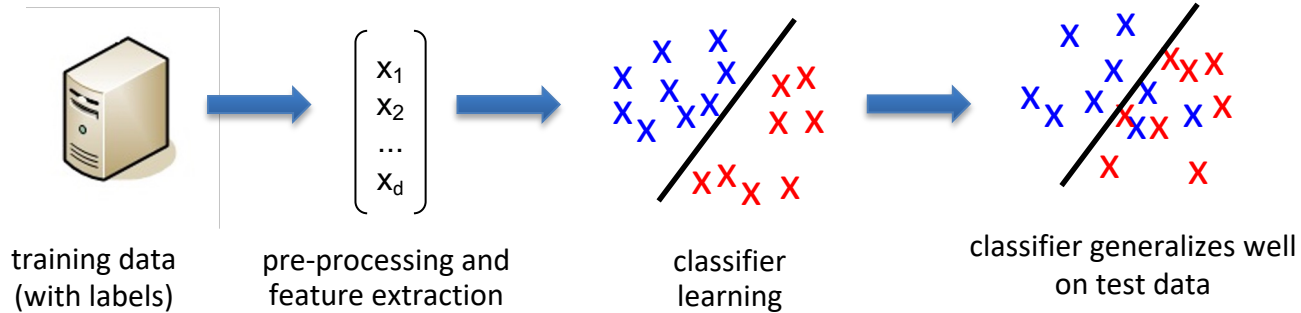 x1
x2
...
xd
training data
(with labels)
pre-processing and
feature extraction
classifier
learning
classifier generalizes well
on test data